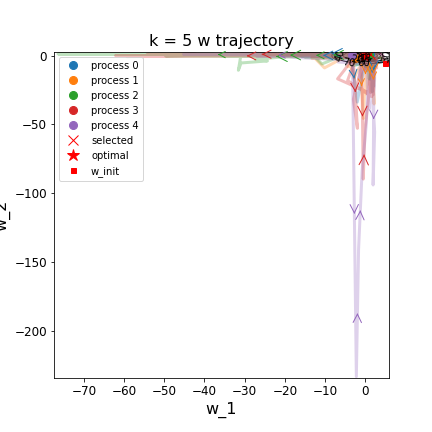 k = 5 w trajectory
0
−50
−100
−150
−200
w_2
process 0
process 1
process 2
process 3
process 4
selected
optimal
w_init
−70 −60 −50 −40 −30 −20 −10 0
w_1